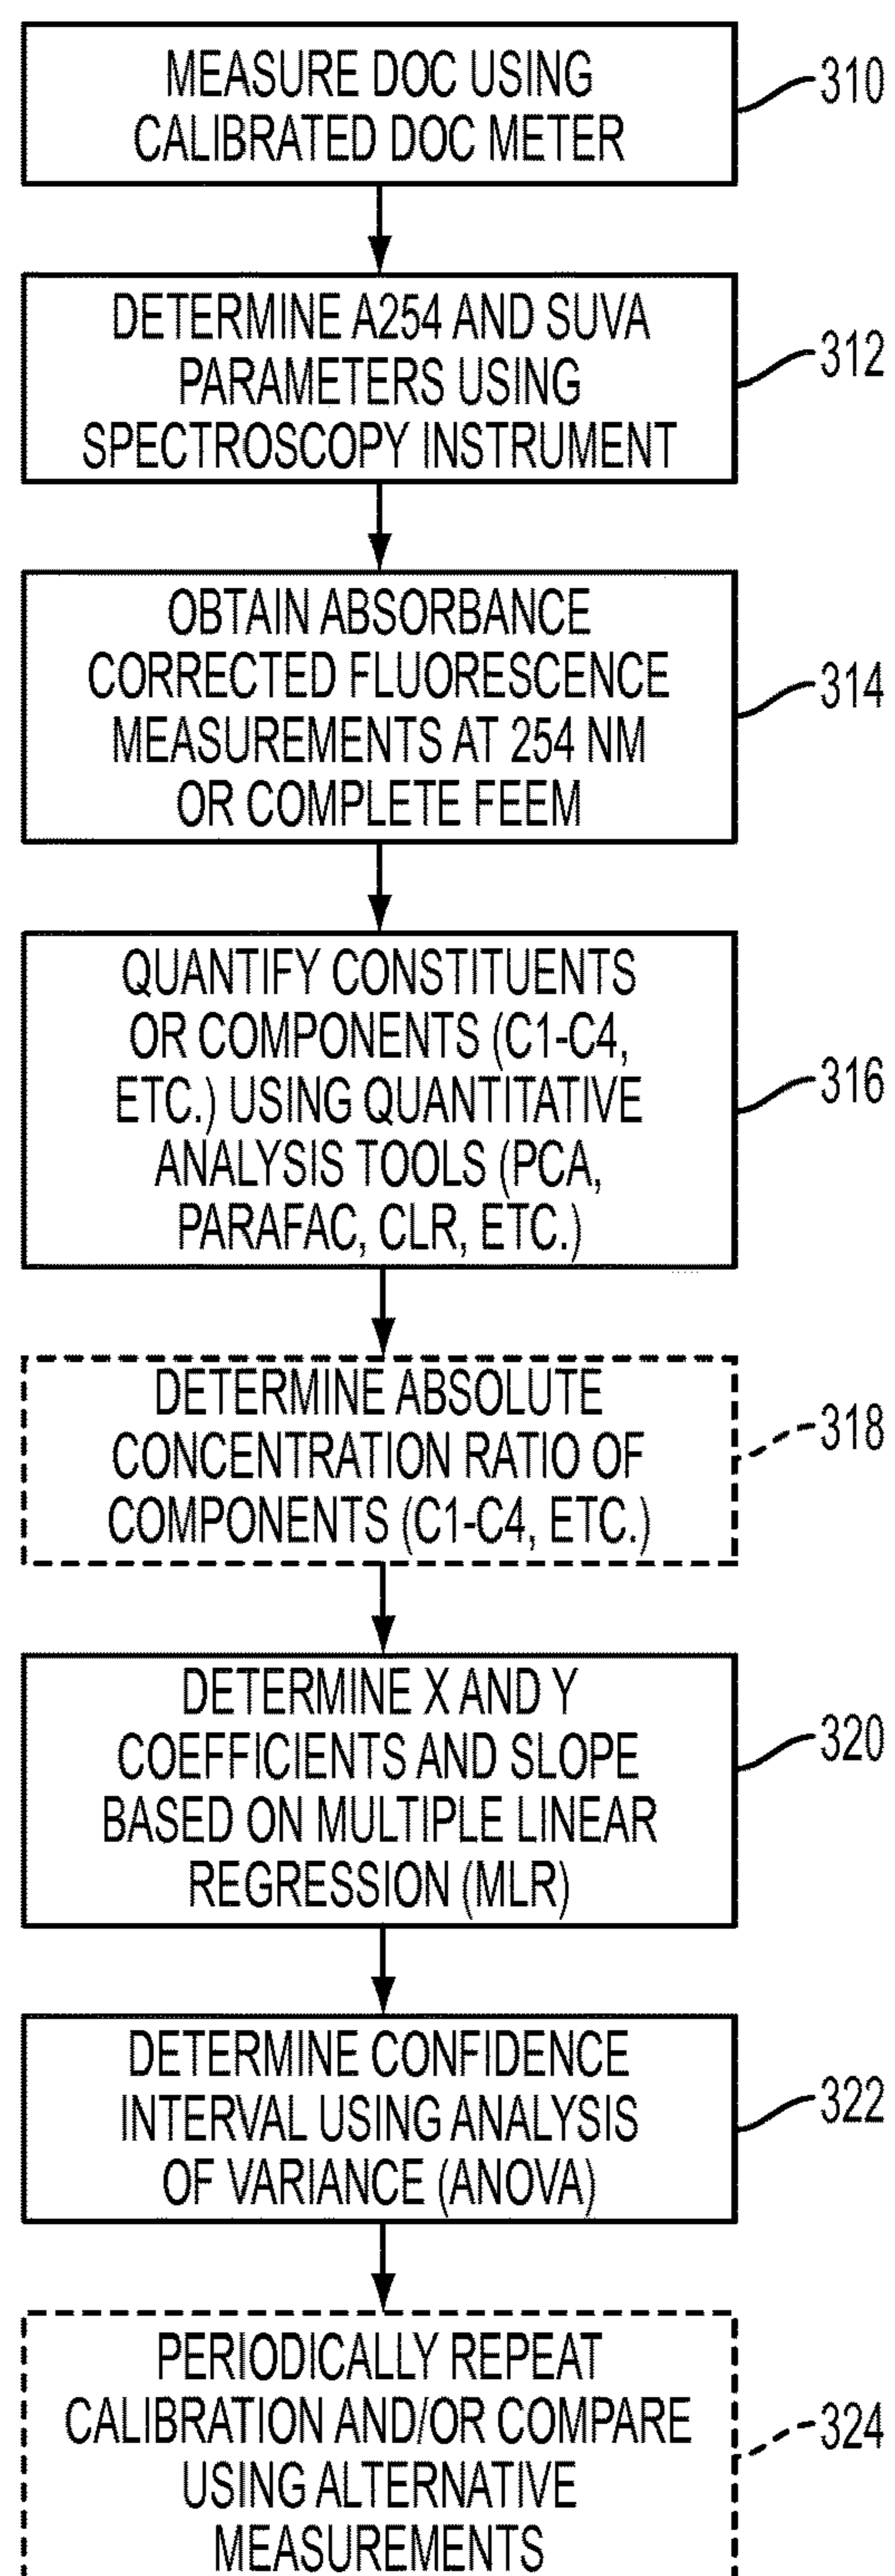 MEASURE DOC USING
CALIBRATED DOC METER
310
DETERMINE A254 AND SUVA
PARAMETERS USING
SPECTROSCOPY INSTRUMENT
312
OBTAIN ABSORBANCE
CORRECTED FLUORESCENCE
MEASUREMENTS AT 254 NM
OR COMPLETE FEEM
314
QUANTIFY CONSTITUENTS
OR COMPONENTS (C1-C4,
ETC.) USING QUANTITATIVE
ANALYSIS TOOLS (PCA,
PARAFAC, CLR, ETC.)
316
DETERMINE ABSOLUTE
CONCENTRATION RATIO OF
COMPONENTS (C1-C4, ETC.)
318
DETERMINE X AND Y
COEFFICIENTS AND SLOPE
BASED ON MULTIPLE LINEAR
REGRESSION (MLR)
320
DETERMINE CONFIDENCE
INTERVAL USING ANALYSIS
OF VARIANCE (ANOVA)
322
PERIODICALLY REPEAT
CALIBRATION AND/OR COMPARE
USING ALTERNATIVE
MEASUREMENTS
324